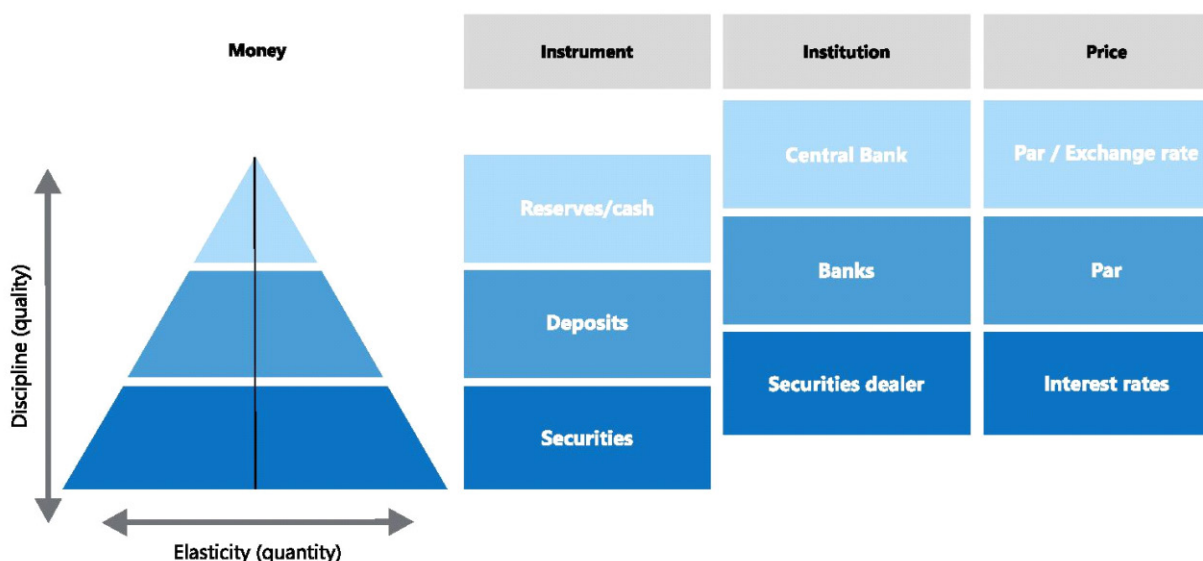 Money
Instrument
Institution
Price
Central Bank
Par / Exchange rate
Reserves/cash
Banks
Par
Deposits
Securities dealer
Interest rates
Securities
Discipline (quality)
Elasticity (quantity)